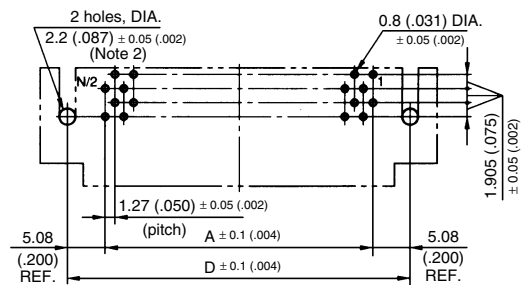 2 holes, DIA.
2.2 (.087) ± 0.05 (.002)
(Note 2)
0.8 (.031) DIA.
± 0.05 (.002)
N/2
1
1.905 (.075)
± 0.05 (.002)
1.27 (.050) ± 0.05 (.002)
(pitch)
5.08
(.200)
REF.
A ± 0.1 (.004)
5.08
(.200)
REF.
D ± 0.1 (.004)